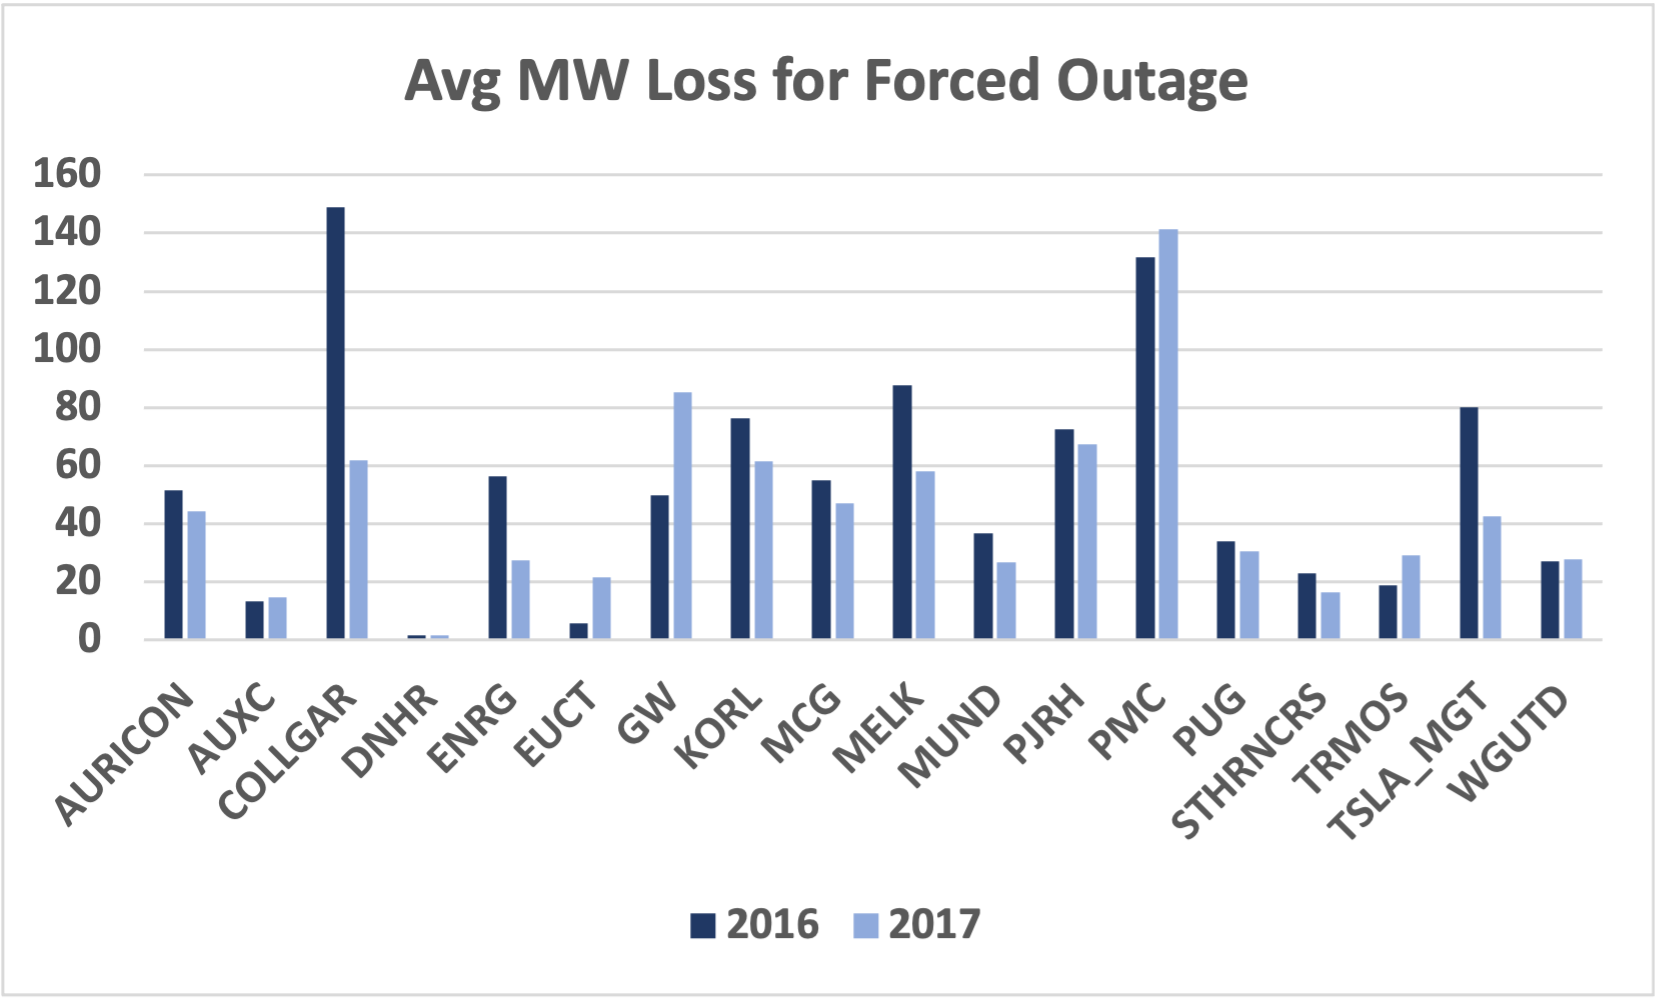 Avg MW Loss for Forced Outage
160
140
120
100
80
60
40
20
0
AURICON
AUXC
COLLGAR
DNHR
ENRG
EUCT
GW
KORL
MCG
MELK
MUND
PJRH
PMC
PUG
STHRNCRS
TRMOS
TSLA_MGT
WGUTD
2016 2017